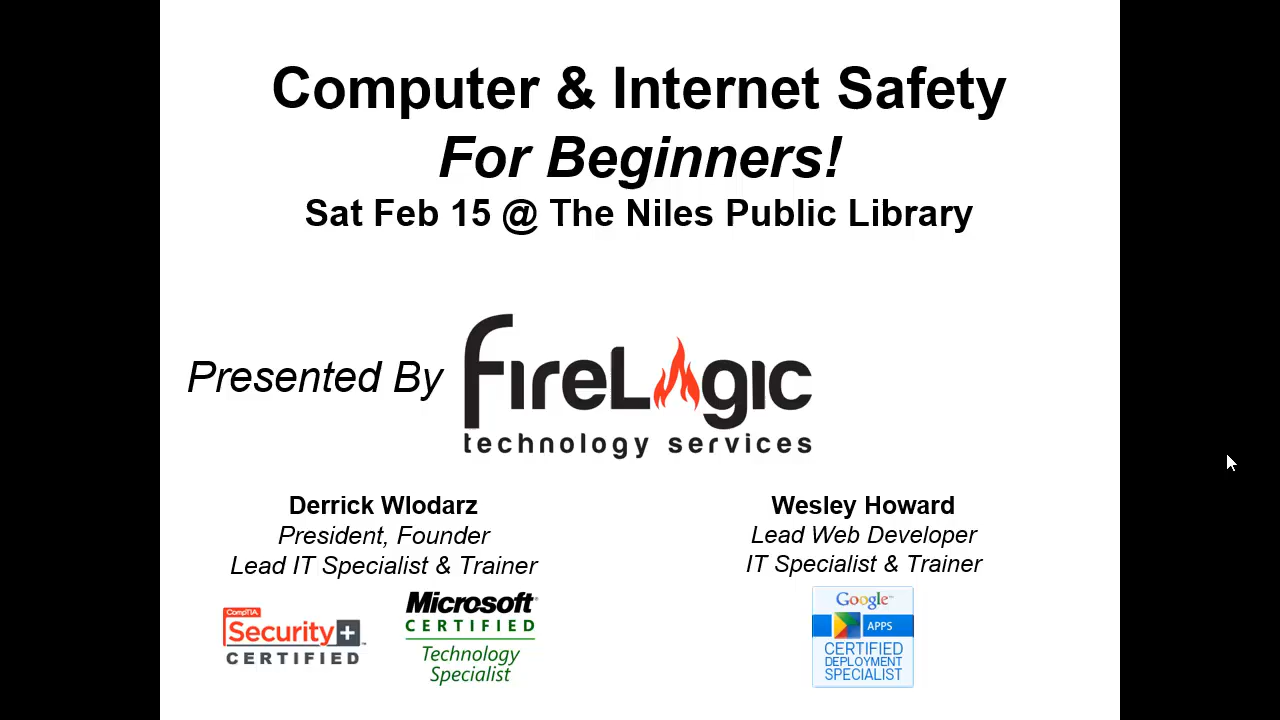 Computer & Internet Safety
For Beginners!
Sat Feb 15 @ The Niles Public Library
Presented By
fireLogic
technology services
Derrick Wlodarz
President, Founder
Lead IT Specialist & Trainer
CompTIA
Security+
CERTIFIED
Microsoft
CERTIFIED
Technology
Specialist
Wesley Howard
Lead Web Developer
IT Specialist & Trainer
Google™
APPS
CERTIFIED
DEPLOYMENT
SPECIALIST